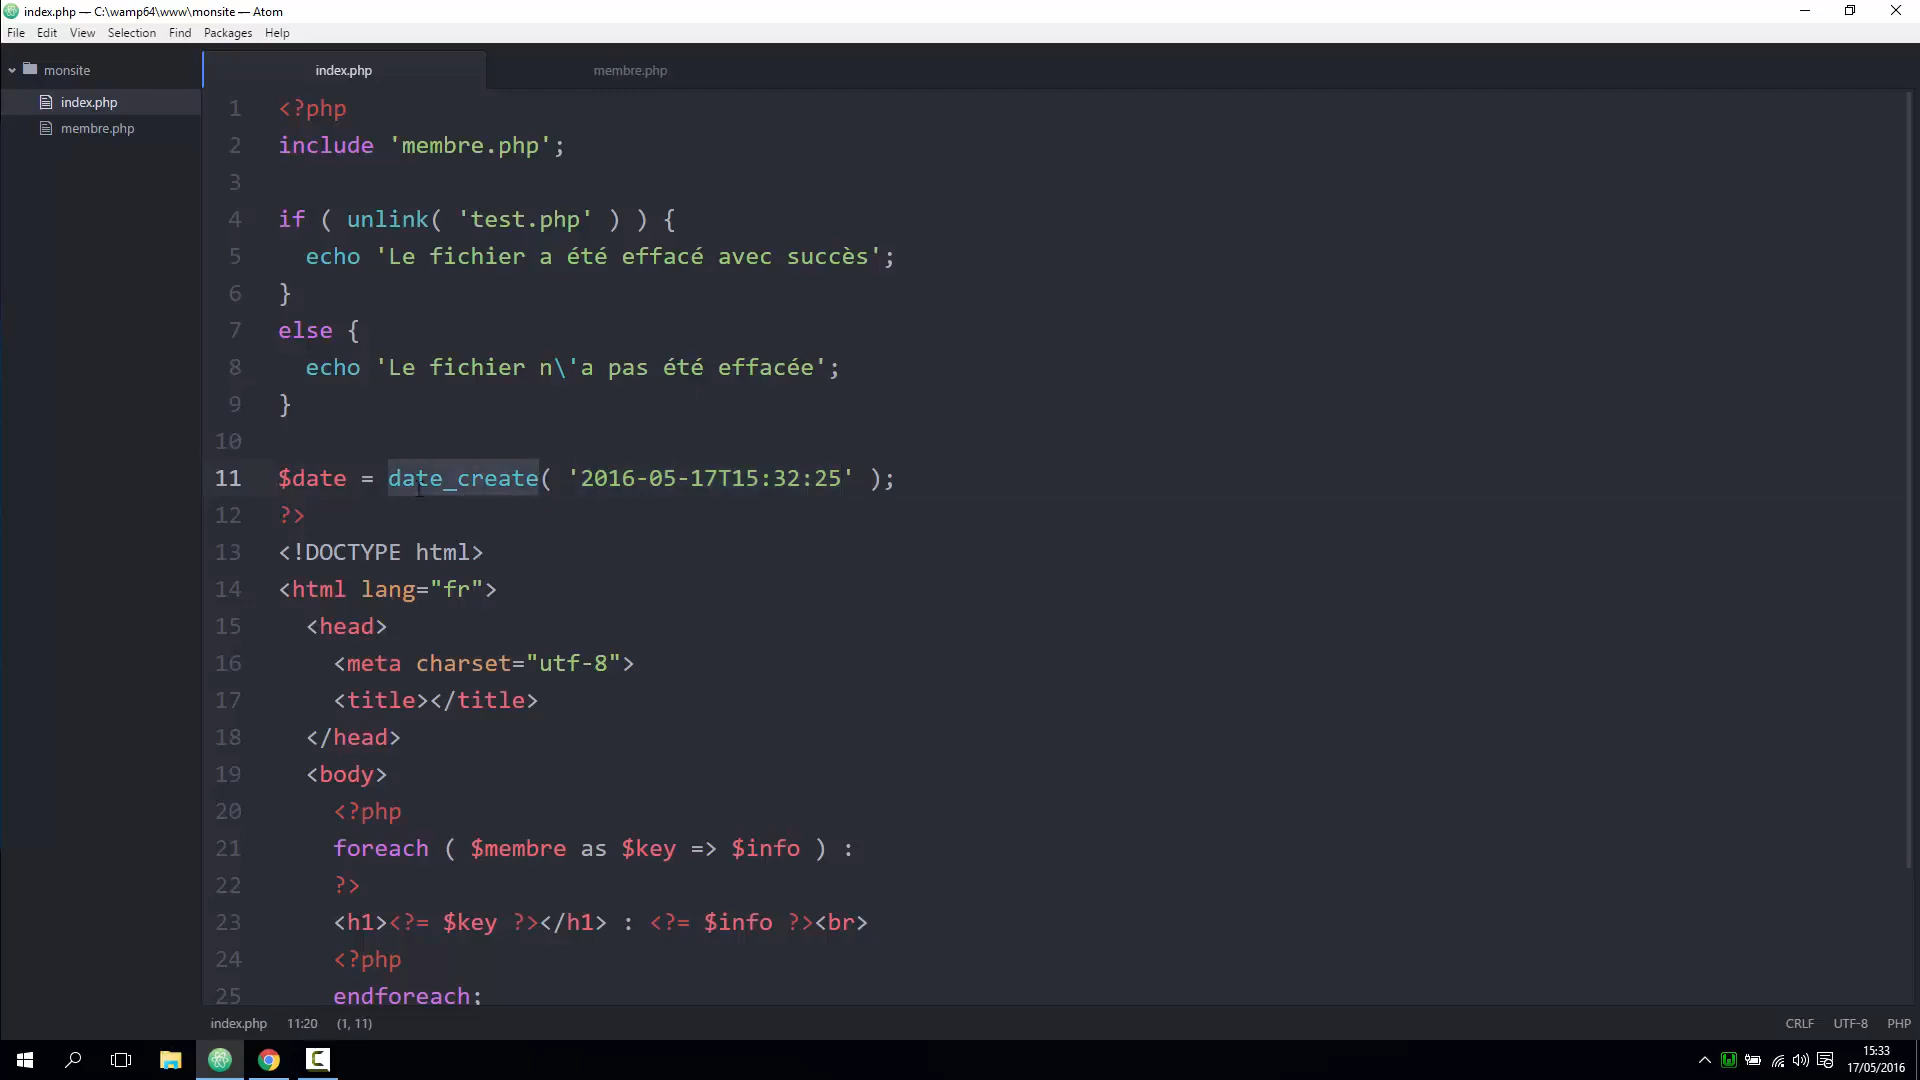 index.php — C:\wamp64\www\monsite — Atom
File Edit View Selection Find Packages Help
monsite
index.php
membre.php
index.php membre.php
1 <?php
2 include 'membre.php';
3
4 if ( unlink( 'test.php' ) ) {
5 echo 'Le fichier a été effacé avec succès';
6 }
7 else {
8 echo 'Le fichier n\'a pas été effacée';
9 }
10
11 $date = date_create( '2016-05-17T15:32:25' );
12 ?>
13 <!DOCTYPE html>
14 <html lang="fr">
15 <head>
16 <meta charset="utf-8">
17 <title></title>
18 </head>
19 <body>
20 <?php
21 foreach ( $membre as $key => $info ) :
22 ?>
23 <h1><?= $key ?></h1> : <?= $info ?><br>
24 <?php
25 endforeach;
index.php 11:20 (1, 11) CRLF UTF-8 PHP
15:33
17/05/2016